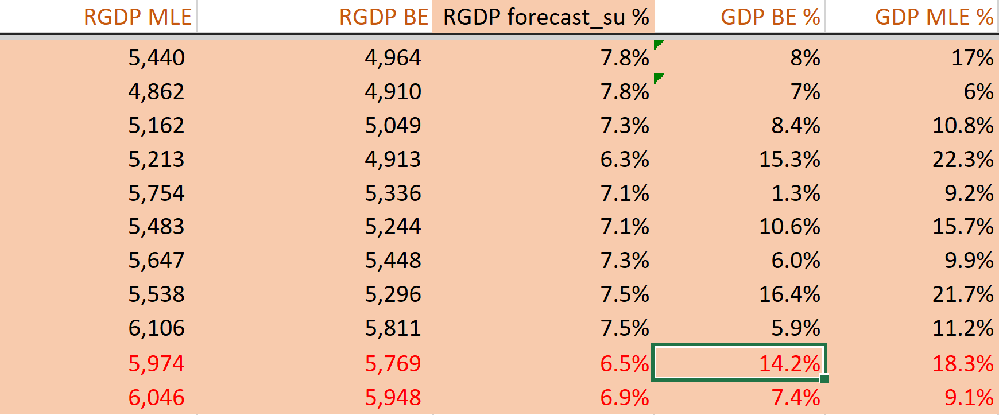 RGDP MLE RGDP BE RGDP forecast_su % GDP BE % GDP MLE %
5,440 4,964 7.8% 8% 17%
4,862 4,910 7.8% 7% 6%
5,162 5,049 7.3% 8.4% 10.8%
5,213 4,913 6.3% 15.3% 22.3%
5,754 5,336 7.1% 1.3% 9.2%
5,483 5,244 7.1% 10.6% 15.7%
5,647 5,448 7.3% 6.0% 9.9%
5,538 5,296 7.5% 16.4% 21.7%
6,106 5,811 7.5% 5.9% 11.2%
5,974 5,769 6.5% 14.2% 18.3%
6,046 5,948 6.9% 7.4% 9.1%